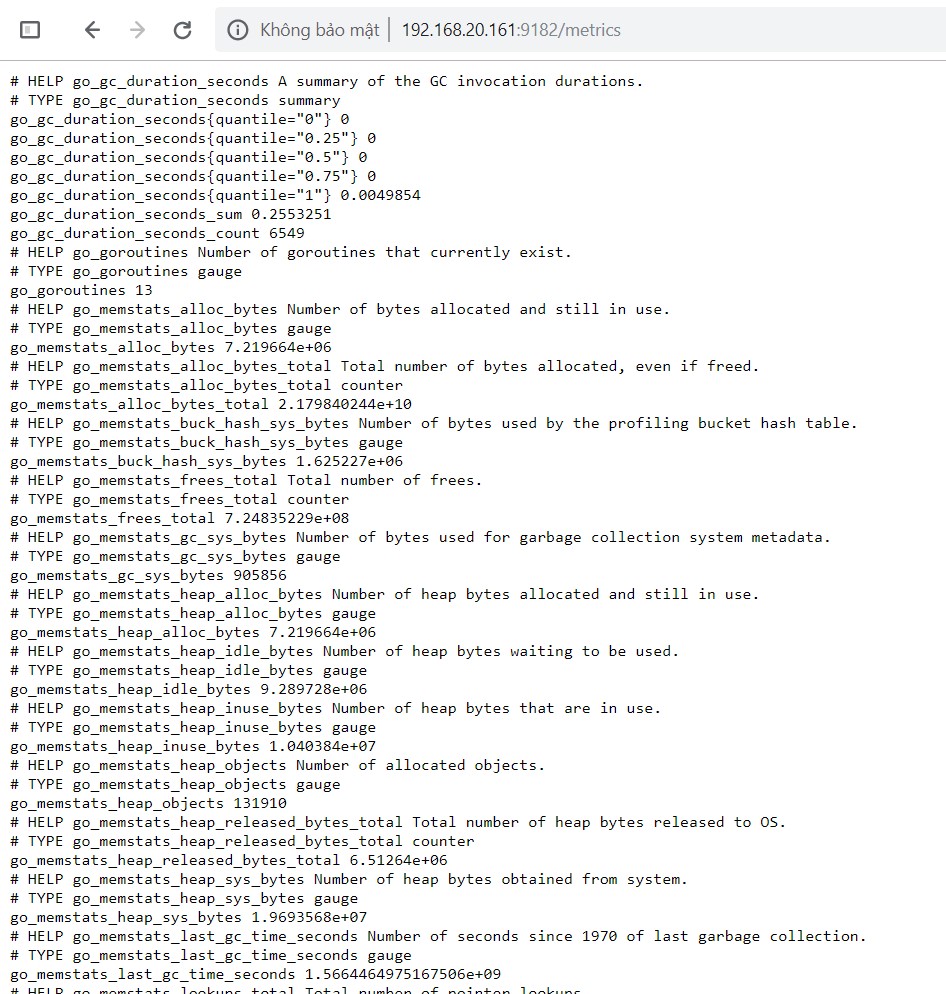 Không bảo mật 192.168.20.161:9182/metrics
# HELP go_gc_duration_seconds A summary of the GC invocation durations.
# TYPE go_gc_duration_seconds summary
go_gc_duration_seconds{quantile="0"} 0
go_gc_duration_seconds{quantile="0.25"} 0
go_gc_duration_seconds{quantile="0.5"} 0
go_gc_duration_seconds{quantile="0.75"} 0
go_gc_duration_seconds{quantile="1"} 0.0049854
go_gc_duration_seconds_sum 0.2553251
go_gc_duration_seconds_count 6549
# HELP go_goroutines Number of goroutines that currently exist.
# TYPE go_goroutines gauge
go_goroutines 13
# HELP go_memstats_alloc_bytes Number of bytes allocated and still in use.
# TYPE go_memstats_alloc_bytes gauge
go_memstats_alloc_bytes 7.219664e+06
# HELP go_memstats_alloc_bytes_total Total number of bytes allocated, even if freed.
# TYPE go_memstats_alloc_bytes_total counter
go_memstats_alloc_bytes_total 2.179840244e+10
# HELP go_memstats_buck_hash_sys_bytes Number of bytes used by the profiling bucket hash table.
# TYPE go_memstats_buck_hash_sys_bytes gauge
go_memstats_buck_hash_sys_bytes 1.625227e+06
# HELP go_memstats_frees_total Total number of frees.
# TYPE go_memstats_frees_total counter
go_memstats_frees_total 7.24835229e+08
# HELP go_memstats_gc_sys_bytes Number of bytes used for garbage collection system metadata.
# TYPE go_memstats_gc_sys_bytes gauge
go_memstats_gc_sys_bytes 905856
# HELP go_memstats_heap_alloc_bytes Number of heap bytes allocated and still in use.
# TYPE go_memstats_heap_alloc_bytes gauge
go_memstats_heap_alloc_bytes 7.219664e+06
# HELP go_memstats_heap_idle_bytes Number of heap bytes waiting to be used.
# TYPE go_memstats_heap_idle_bytes gauge
go_memstats_heap_idle_bytes 9.289728e+06
# HELP go_memstats_heap_inuse_bytes Number of heap bytes that are in use.
# TYPE go_memstats_heap_inuse_bytes gauge
go_memstats_heap_inuse_bytes 1.040384e+07
# HELP go_memstats_heap_objects Number of allocated objects.
# TYPE go_memstats_heap_objects gauge
go_memstats_heap_objects 131910
# HELP go_memstats_heap_released_bytes_total Total number of heap bytes released to OS.
# TYPE go_memstats_heap_released_bytes_total counter
go_memstats_heap_released_bytes_total 6.51264e+06
# HELP go_memstats_heap_sys_bytes Number of heap bytes obtained from system.
# TYPE go_memstats_heap_sys_bytes gauge
go_memstats_heap_sys_bytes 1.9693568e+07
# HELP go_memstats_last_gc_time_seconds Number of seconds since 1970 of last garbage collection.
# TYPE go_memstats_last_gc_time_seconds gauge
go_memstats_last_gc_time_seconds 1.5664464975167506e+09
# HELP go_memstats_lookups_total Total number of pointer lookups.